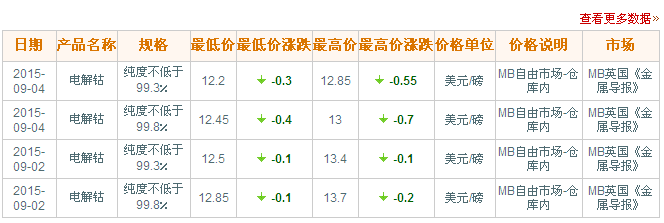 查看更多数据»
日期 产品名称 规格 最低价 最低价涨跌 最高价 最高价涨跌 价格单位 价格说明 市场
2015-09-04 电解钴 纯度不低于99.3% 12.2 -0.3 12.85 -0.55 美元/磅 MB自由市场-仓库内 MB英国《金属导报》
2015-09-04 电解钴 纯度不低于99.8% 12.45 -0.4 13 -0.7 美元/磅 MB自由市场-仓库内 MB英国《金属导报》
2015-09-02 电解钴 纯度不低于99.3% 12.5 -0.1 13.4 -0.1 美元/磅 MB自由市场-仓库内 MB英国《金属导报》
2015-09-02 电解钴 纯度不低于99.8% 12.85 -0.1 13.7 -0.2 美元/磅 MB自由市场-仓库内 MB英国《金属导报》